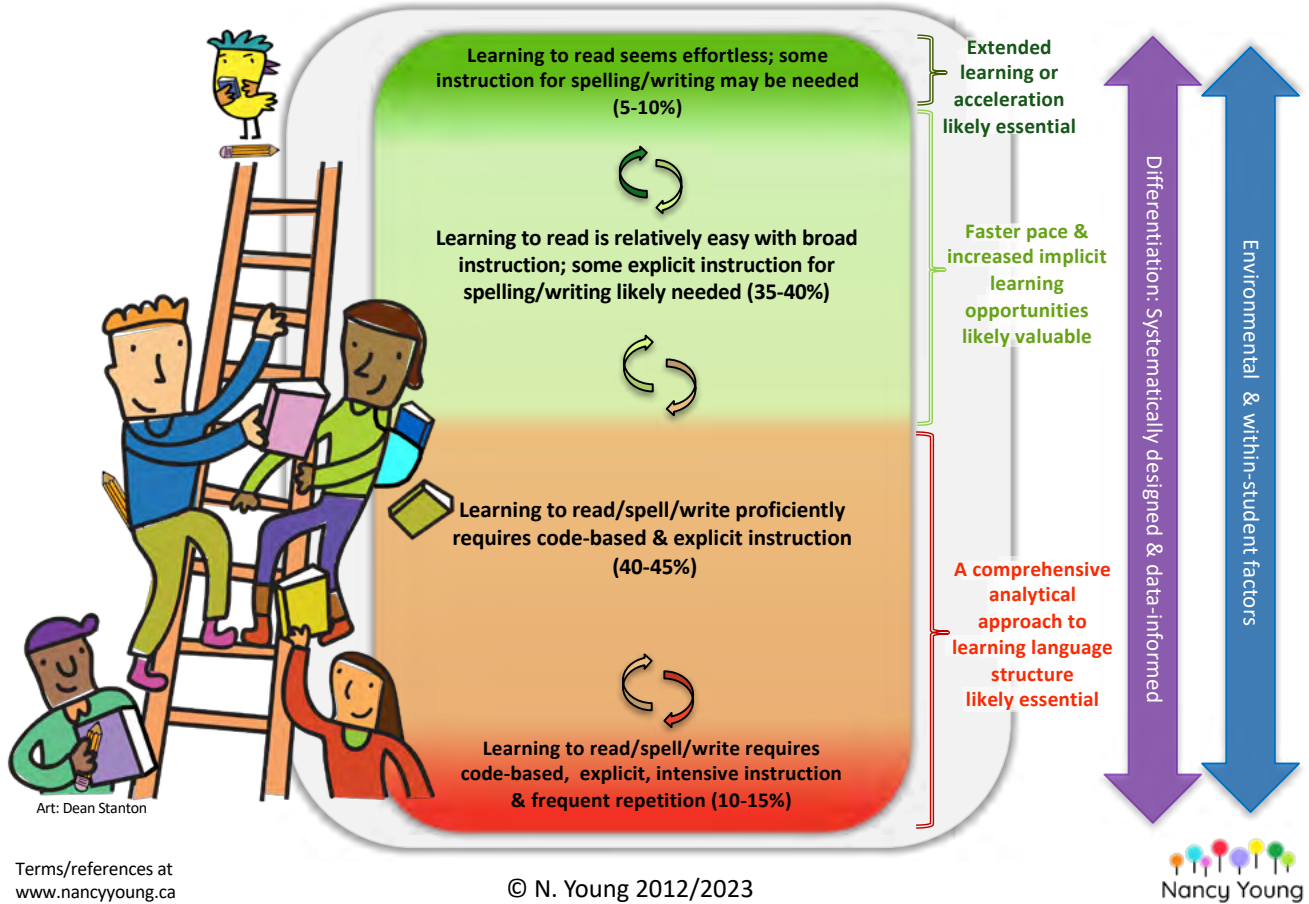 Learning to read seems effortless; some
instruction for spelling/writing may be needed
(5-10%)
Extended
learning or
acceleration
likely essential
Learning to read is relatively easy with broad
instruction; some explicit instruction for
spelling/writing likely needed (35-40%)
Faster pace &
increased implicit
learning
opportunities
likely valuable
Learning to read/spell/write proficiently
requires code-based & explicit instruction
(40-45%)
A comprehensive
analytical
approach to
learning language
structure
likely essential
Learning to read/spell/write requires
code-based, explicit, intensive instruction
& frequent repetition (10-15%)
Differentiation: Systematically designed & data-informed
Environmental & within-student factors
Art: Dean Stanton
Terms/references at
www.nancyyoung.ca
© N. Young 2012/2023
Nancy Young